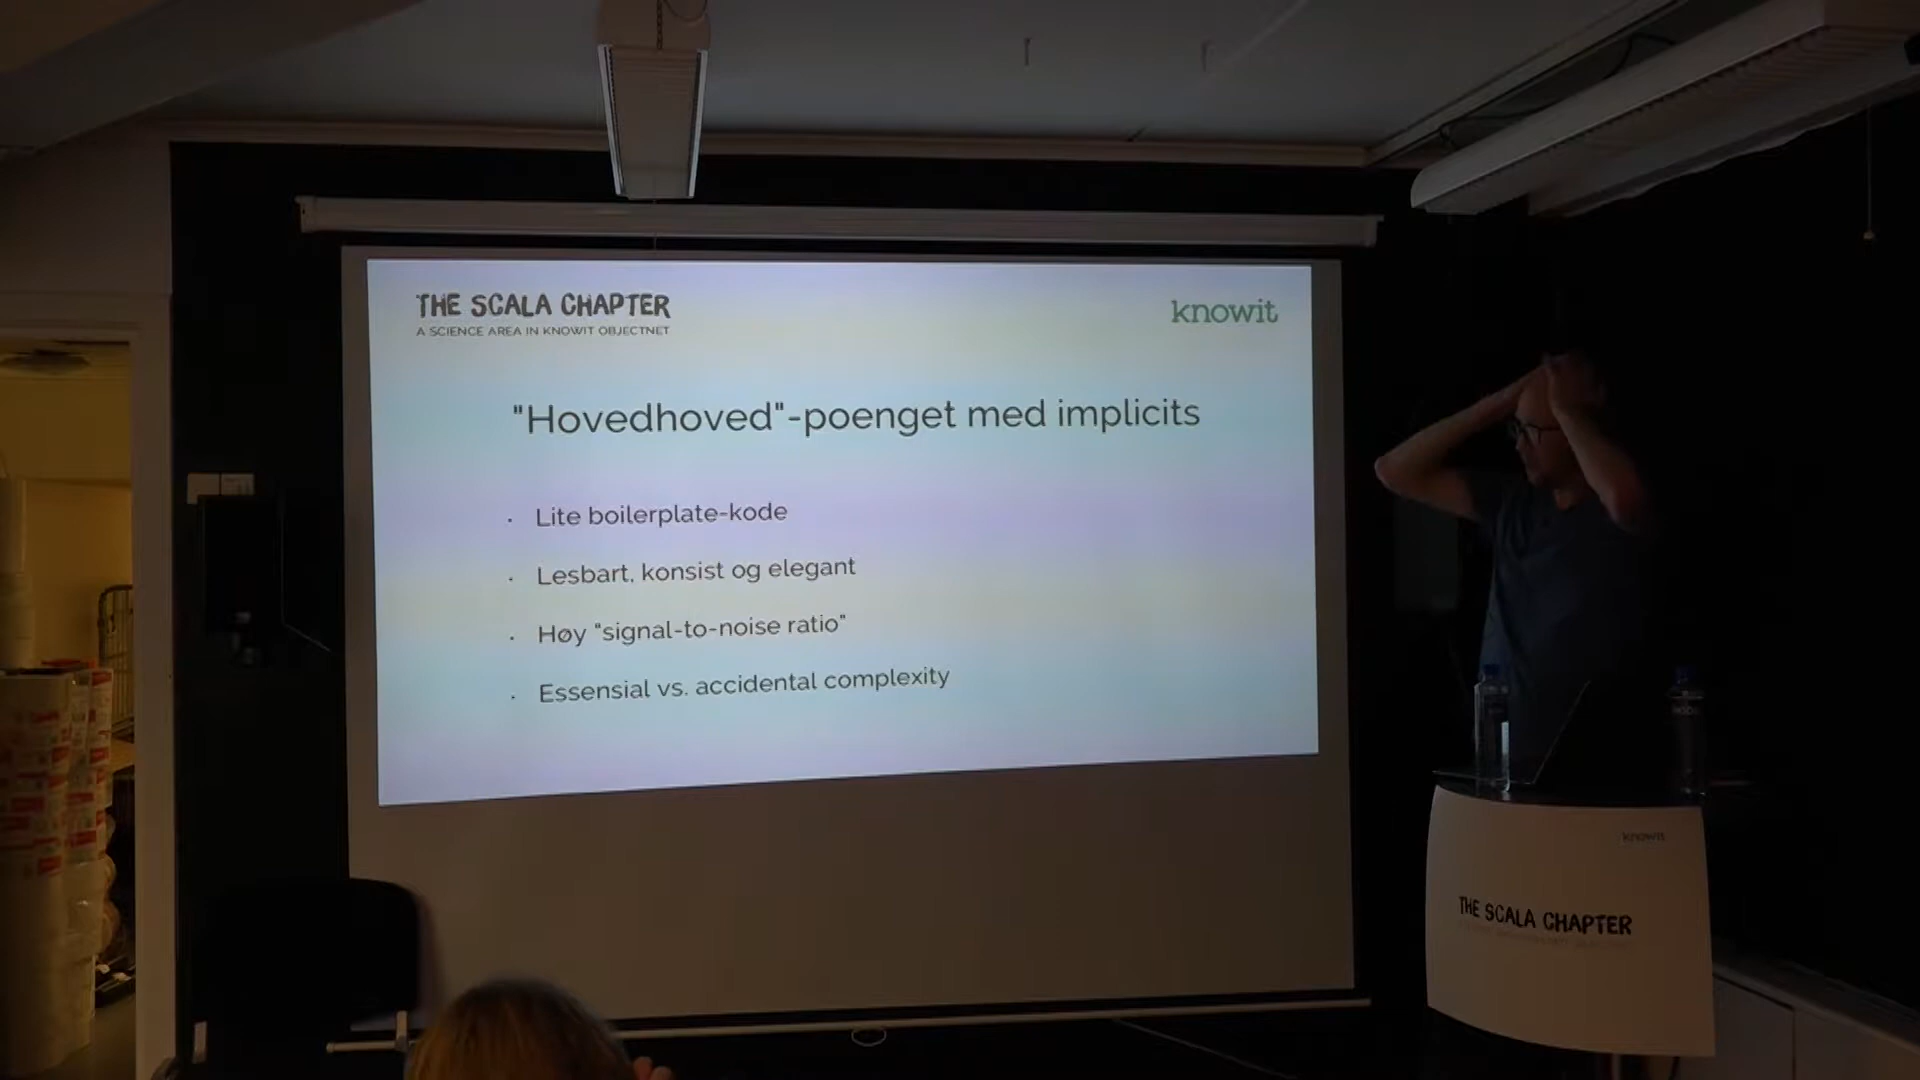 THE SCALA CHAPTER
A SCIENCE AREA IN KNOWIT OBJECTNET
knowit
"Hovedhoved"-poenget med implicits
· Lite boilerplate-kode
· Lesbart, konsist og elegant
· Høy "signal-to-noise ratio"
· Essensial vs. accidental complexity
knowit
THE SCALA CHAPTER